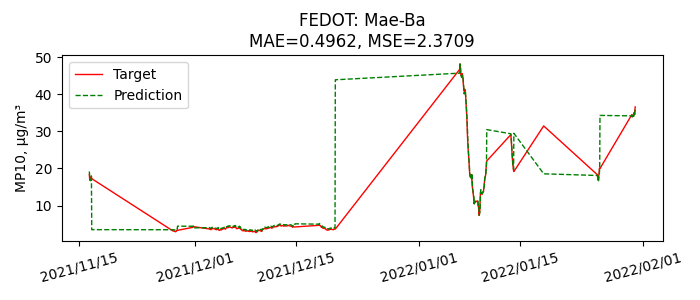 FEDOT: Mae-Ba
MAE=0.4962, MSE=2.3709
Target
Prediction
MP10, μg/m³
50
40
30
20
10
2021/11/15
2021/12/01
2021/12/15
2022/01/01
2022/01/15
2022/02/01